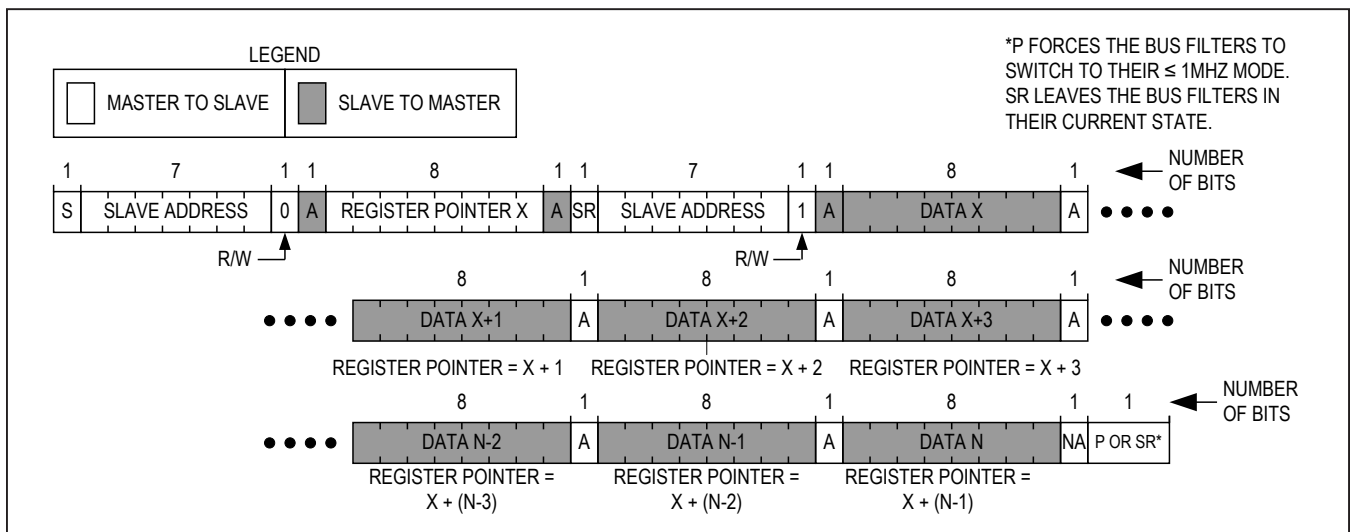 LEGEND
MASTER TO SLAVE
SLAVE TO MASTER
*P FORCES THE BUS FILTERS TO
SWITCH TO THEIR ≤ 1MHZ MODE.
SR LEAVES THE BUS FILTERS IN
THEIR CURRENT STATE.
1 7 1 1 8 1 1 7 1 1 8 1 NUMBER
OF BITS
S SLAVE ADDRESS 0 A REGISTER POINTER X A SR SLAVE ADDRESS 1 A DATA X A
R/W R/W
8 1 8 1 8 1 NUMBER
OF BITS
DATA X+1 A DATA X+2 A DATA X+3 A
REGISTER POINTER = X + 1 REGISTER POINTER = X + 2 REGISTER POINTER = X + 3
8 1 8 1 8 1 1 NUMBER
OF BITS
DATA N-2 A DATA N-1 A DATA N NA P OR SR*
REGISTER POINTER = REGISTER POINTER = REGISTER POINTER =
X + (N-3) X + (N-2) X + (N-1)